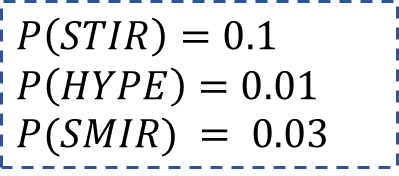 P(STIR) = 0.1
P(HYPE) = 0.01
P(SMIR) = 0.03